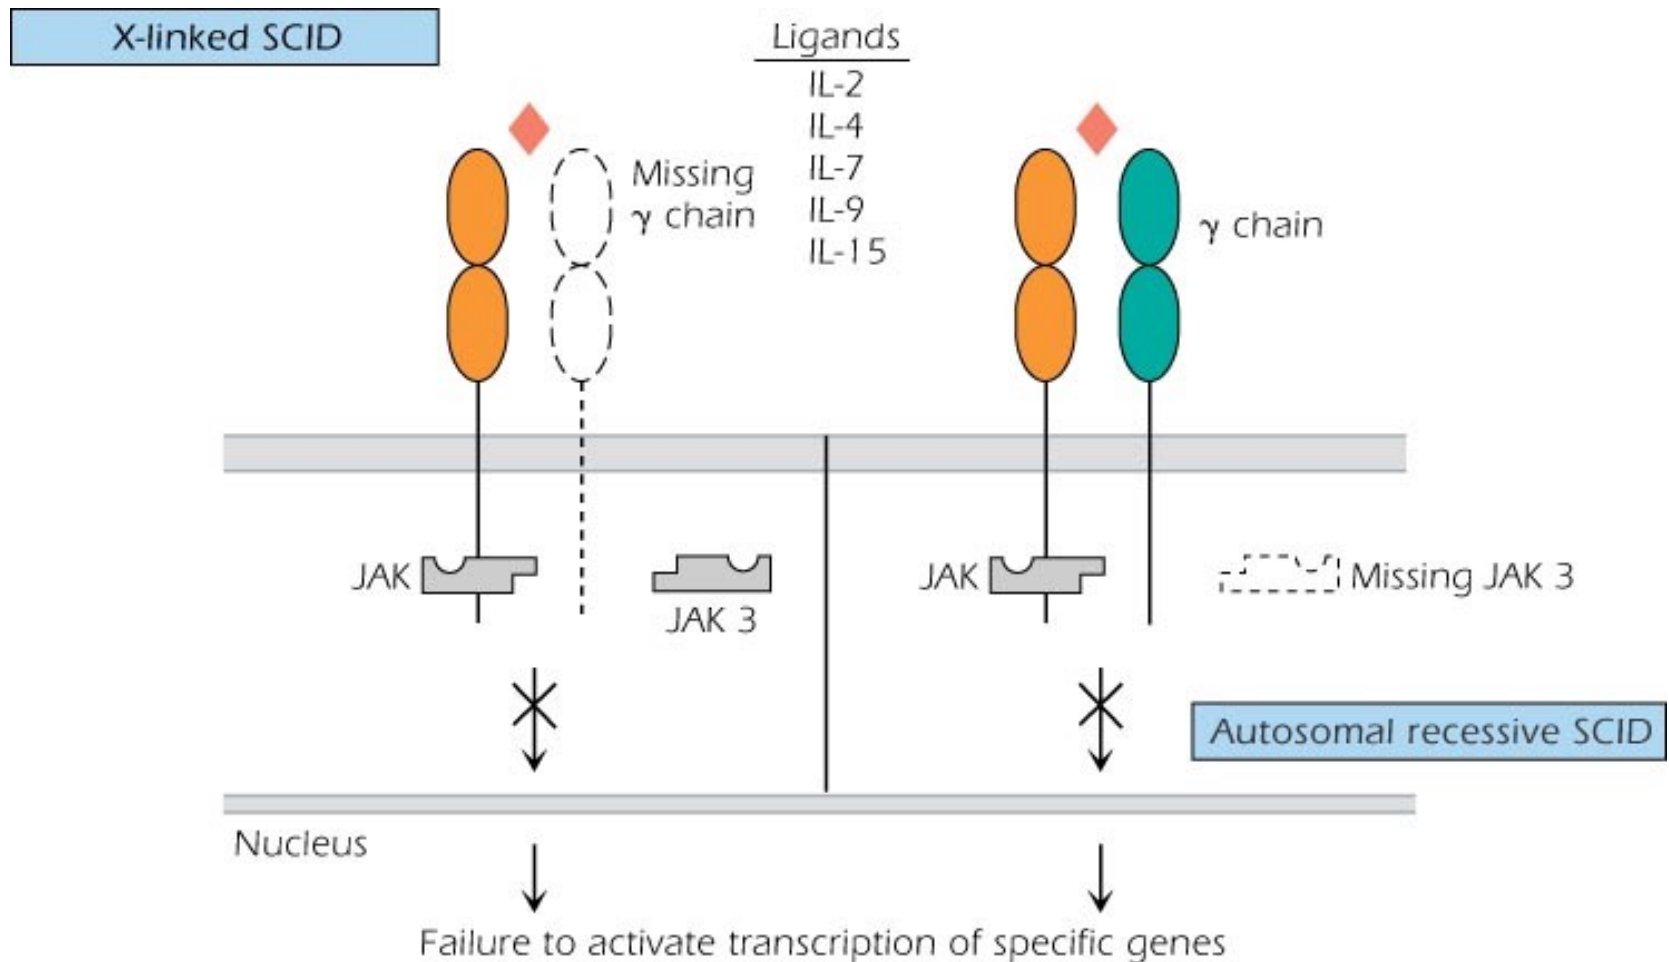 X-linked SCID
Ligands
IL-2
IL-4
IL-7
IL-9
IL-15
Missing
γ chain
γ chain
JAK
JAK 3
JAK
Missing JAK 3
Autosomal recessive SCID
Nucleus
Failure to activate transcription of specific genes